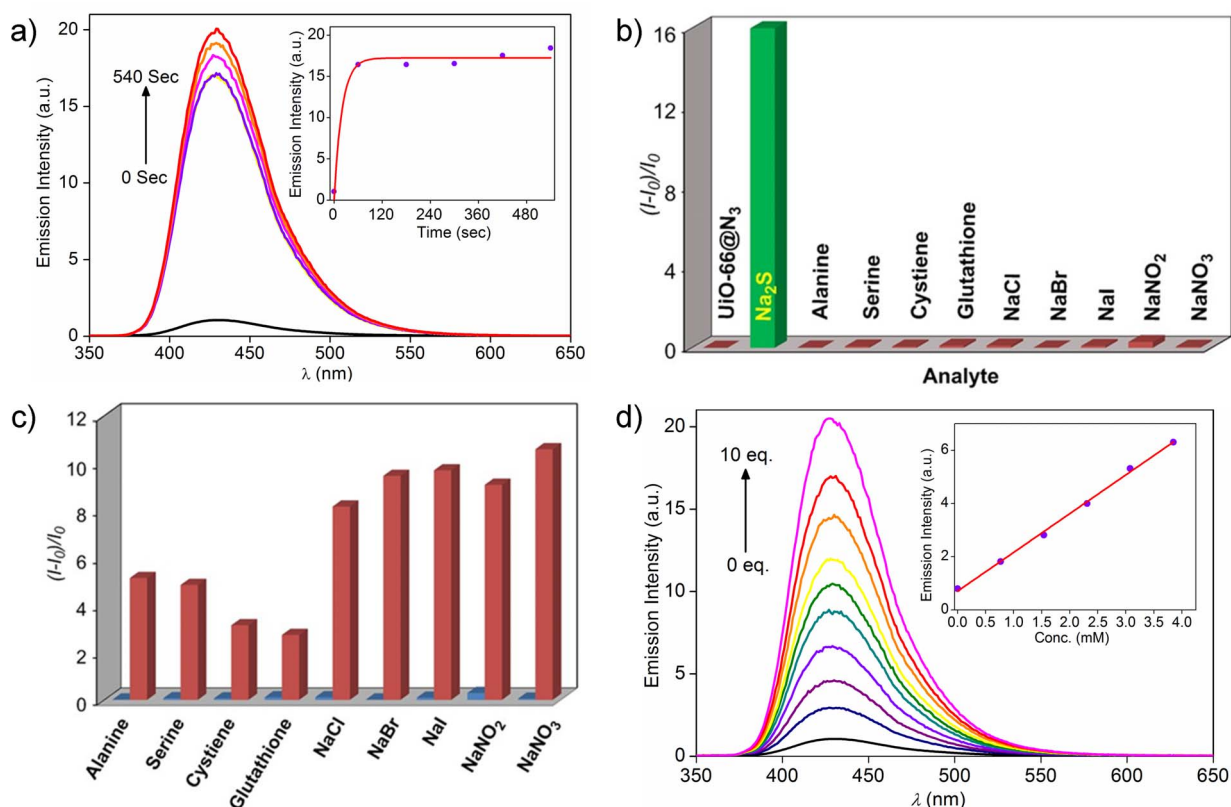 a)
20
15
10
5
0
Emission Intensity (a.u.)
540 Sec
0 Sec
350 400 450 500 550 600 650
λ (nm)
20
15
10
5
0
Emission Intensity (a.u.)
0 120 240 360 480
Time (sec)
b)
16
12
8
4
0
(I-I₀)/I₀
UiO-66@N₃
Na₂S
Alanine
Serine
Cystiene
Glutathione
NaCl
NaBr
NaI
NaNO₂
NaNO₃
Analyte
c)
12
10
8
6
4
2
0
(I-I₀)/I₀
Alanine
Serine
Cystiene
Glutathione
NaCl
NaBr
NaI
NaNO₂
NaNO₃
d)
20
15
10
5
0
Emission Intensity (a.u.)
10 eq.
0 eq.
350 400 450 500 550 600 650
λ (nm)
6
4
2
0
Emission Intensity (a.u.)
0.0 0.5 1.0 1.5 2.0 2.5 3.0 3.5 4.0
Conc. (mM)